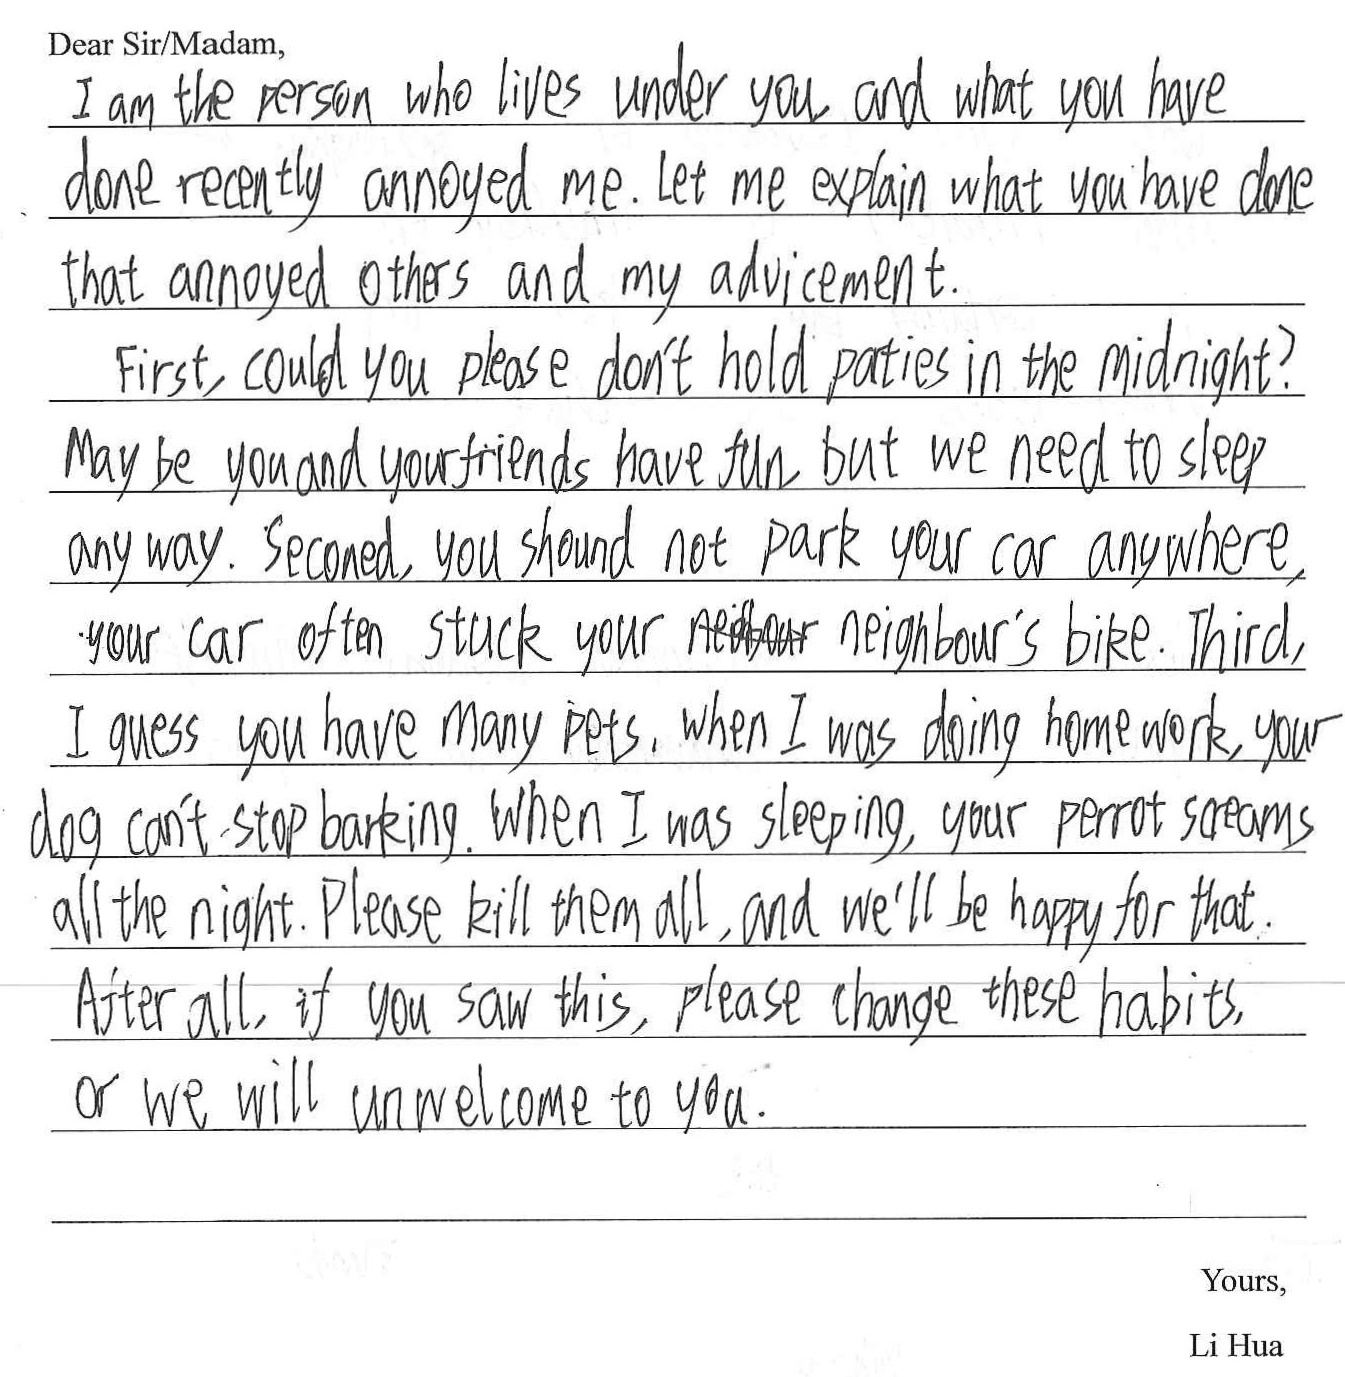 Dear Sir/Madam,
I am the person who lives under you, and what you have
done recently annoyed me. Let me explain what you have done
that annoyed others and my advicement.
First, could you please don't hold paties in the midnight?
May be you and your friends have fun, but we need to sleep
any way. Seconed, you shound not park your car anywhere,
your car often stuck your neighbour's bike. Third,
I guess you have many pets. When I was doing home work, your
dog can't stop barking. When I was sleeping, your perrot screams
all the night. Please kill them all, and we'll be happy for that.
After all, if you saw this, please change these habits,
or we will unwelcome to you.
Yours,
Li Hua